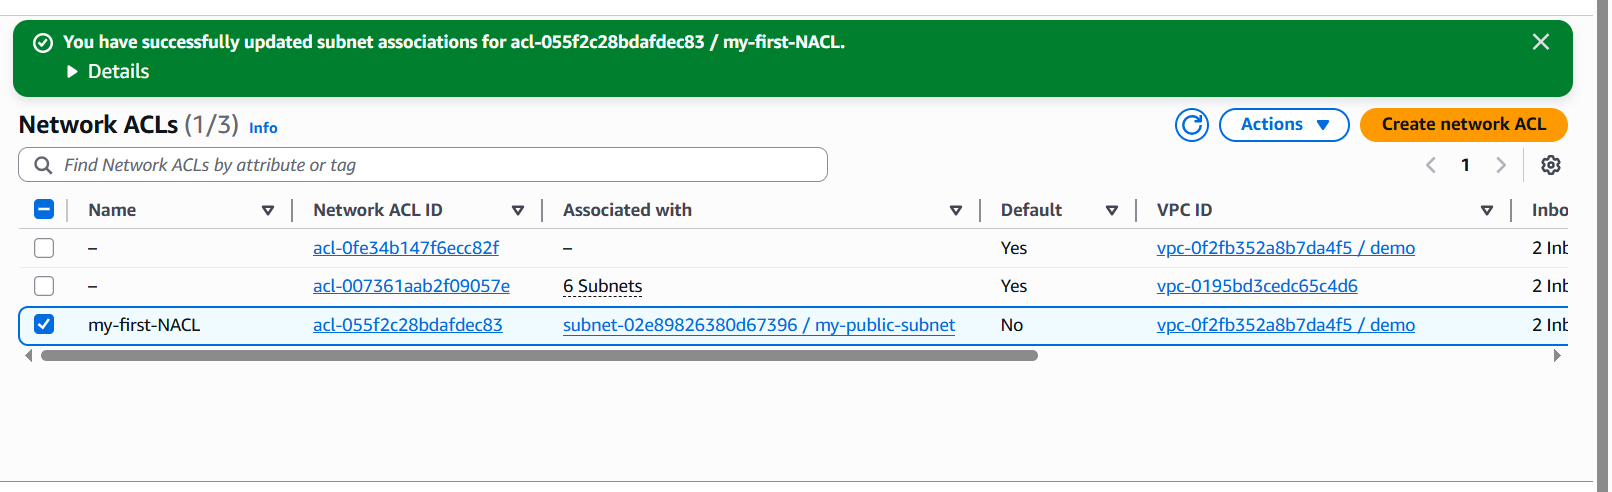 You have successfully updated subnet associations for acl-055f2c28bdafdec83 / my-first-NACL.
Details
Network ACLs (1/3) Info
Actions
Create network ACL
Find Network ACLs by attribute or tag
1
Name Network ACL ID Associated with Default VPC ID Inbo
– acl-0fe34b147f6ecc82f – Yes vpc-0f2fb352a8b7da4f5 / demo 2 Inb
– acl-007361aab2f09057e 6 Subnets Yes vpc-0195bd3cedc65c4d6 2 Inb
my-first-NACL acl-055f2c28bdafdec83 subnet-02e89826380d67396 / my-public-subnet No vpc-0f2fb352a8b7da4f5 / demo 2 Inb